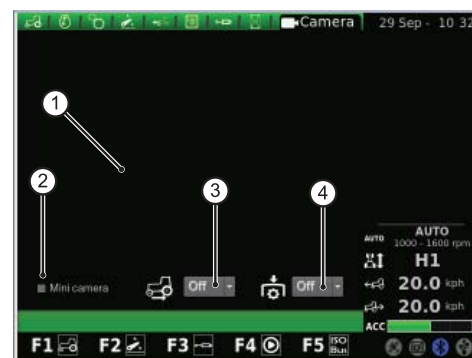 Camera 29 Sep - 10 32
1
2
3
4
Mini camera
Off
Off
AUTO AUTO
1000 - 1600 rpm
H1
20.0 kph
20.0 kph
ACC
F1 F2 F3 F4 F5 ISO
Bus